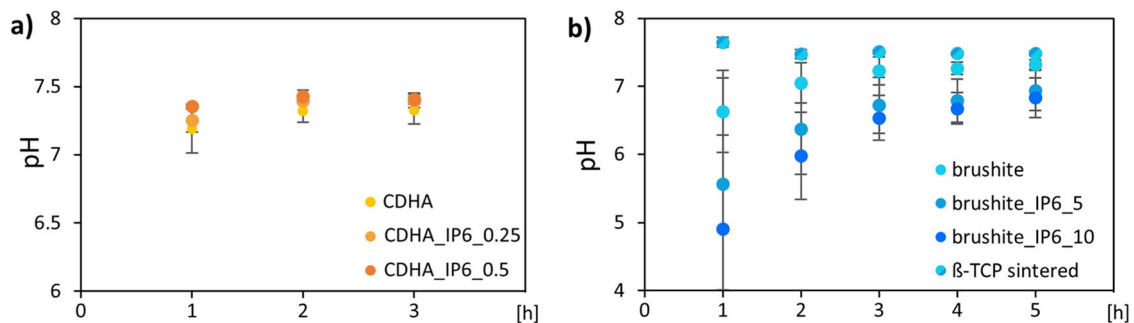 a)
8
7.5
7
6.5
6
pH
0 1 2 3 [h]
CDHA
CDHA_IP6_0.25
CDHA_IP6_0.5
b)
8
7
6
5
4
pH
0 1 2 3 4 5 [h]
brushite
brushite_IP6_5
brushite_IP6_10
ß-TCP sintered